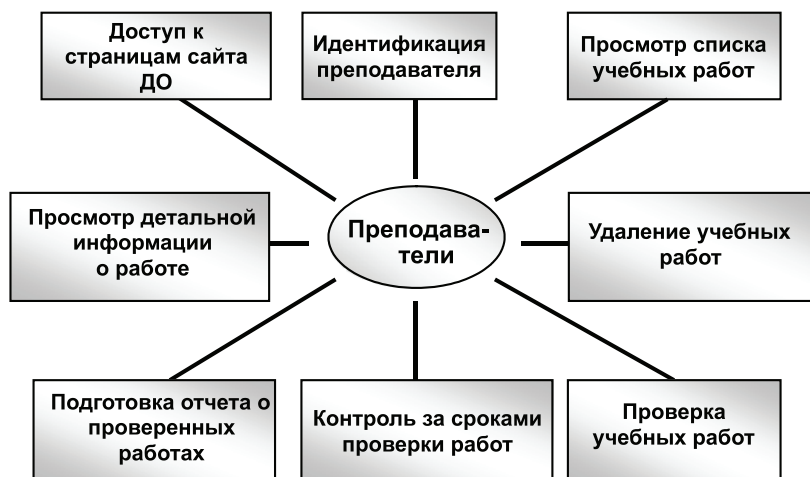 Доступ к
страницам сайта
ДО
Идентификация
преподавателя
Просмотр списка
учебных работ
Просмотр детальной
информации
о работе
Преподава-
тели
Удаление учебных
работ
Подготовка отчета о
проверенных
работах
Контроль за сроками
проверки работ
Проверка
учебных работ